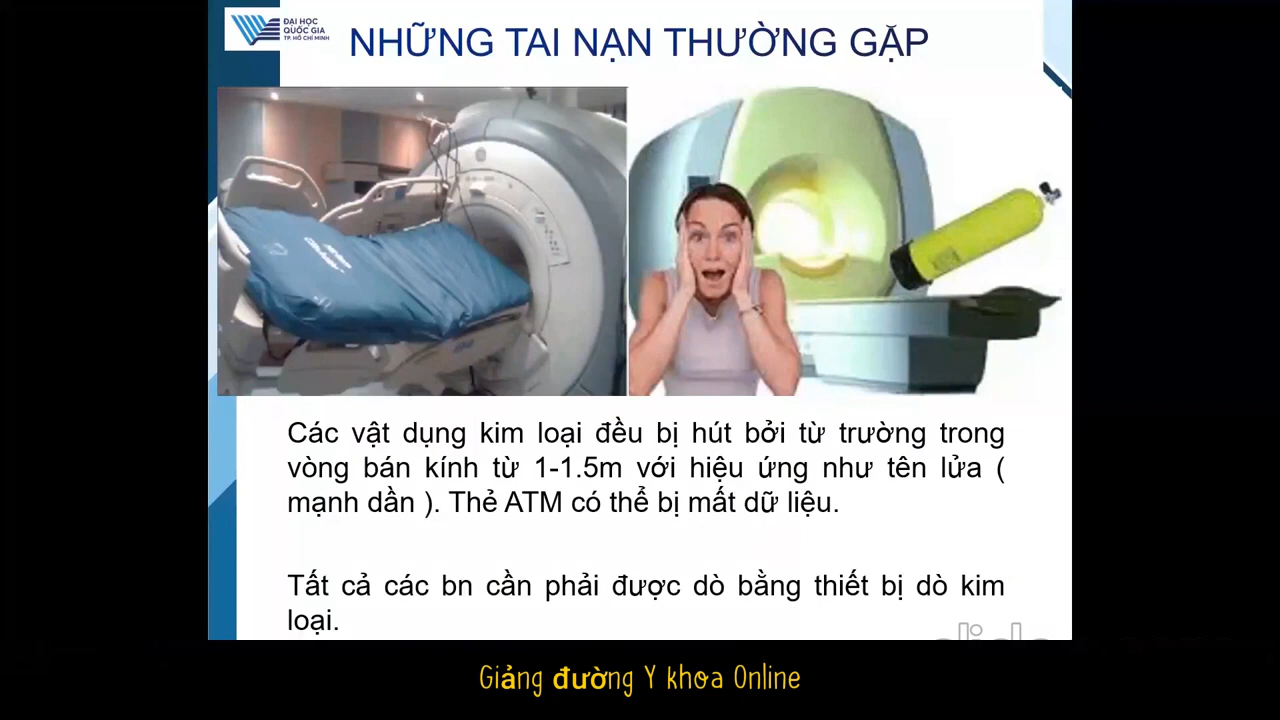 ĐẠI HỌC
QUỐC GIA
TP. HỒ CHÍ MINH
NHỮNG TAI NẠN THƯỜNG GẶP
Các vật dụng kim loại đều bị hút bởi từ trường trong
vòng bán kính từ 1-1.5m với hiệu ứng như tên lửa (
mạnh dần ). Thẻ ATM có thể bị mất dữ liệu.
Tất cả các bn cần phải được dò bằng thiết bị dò kim
loại.
Giảng đường Y khoa Online